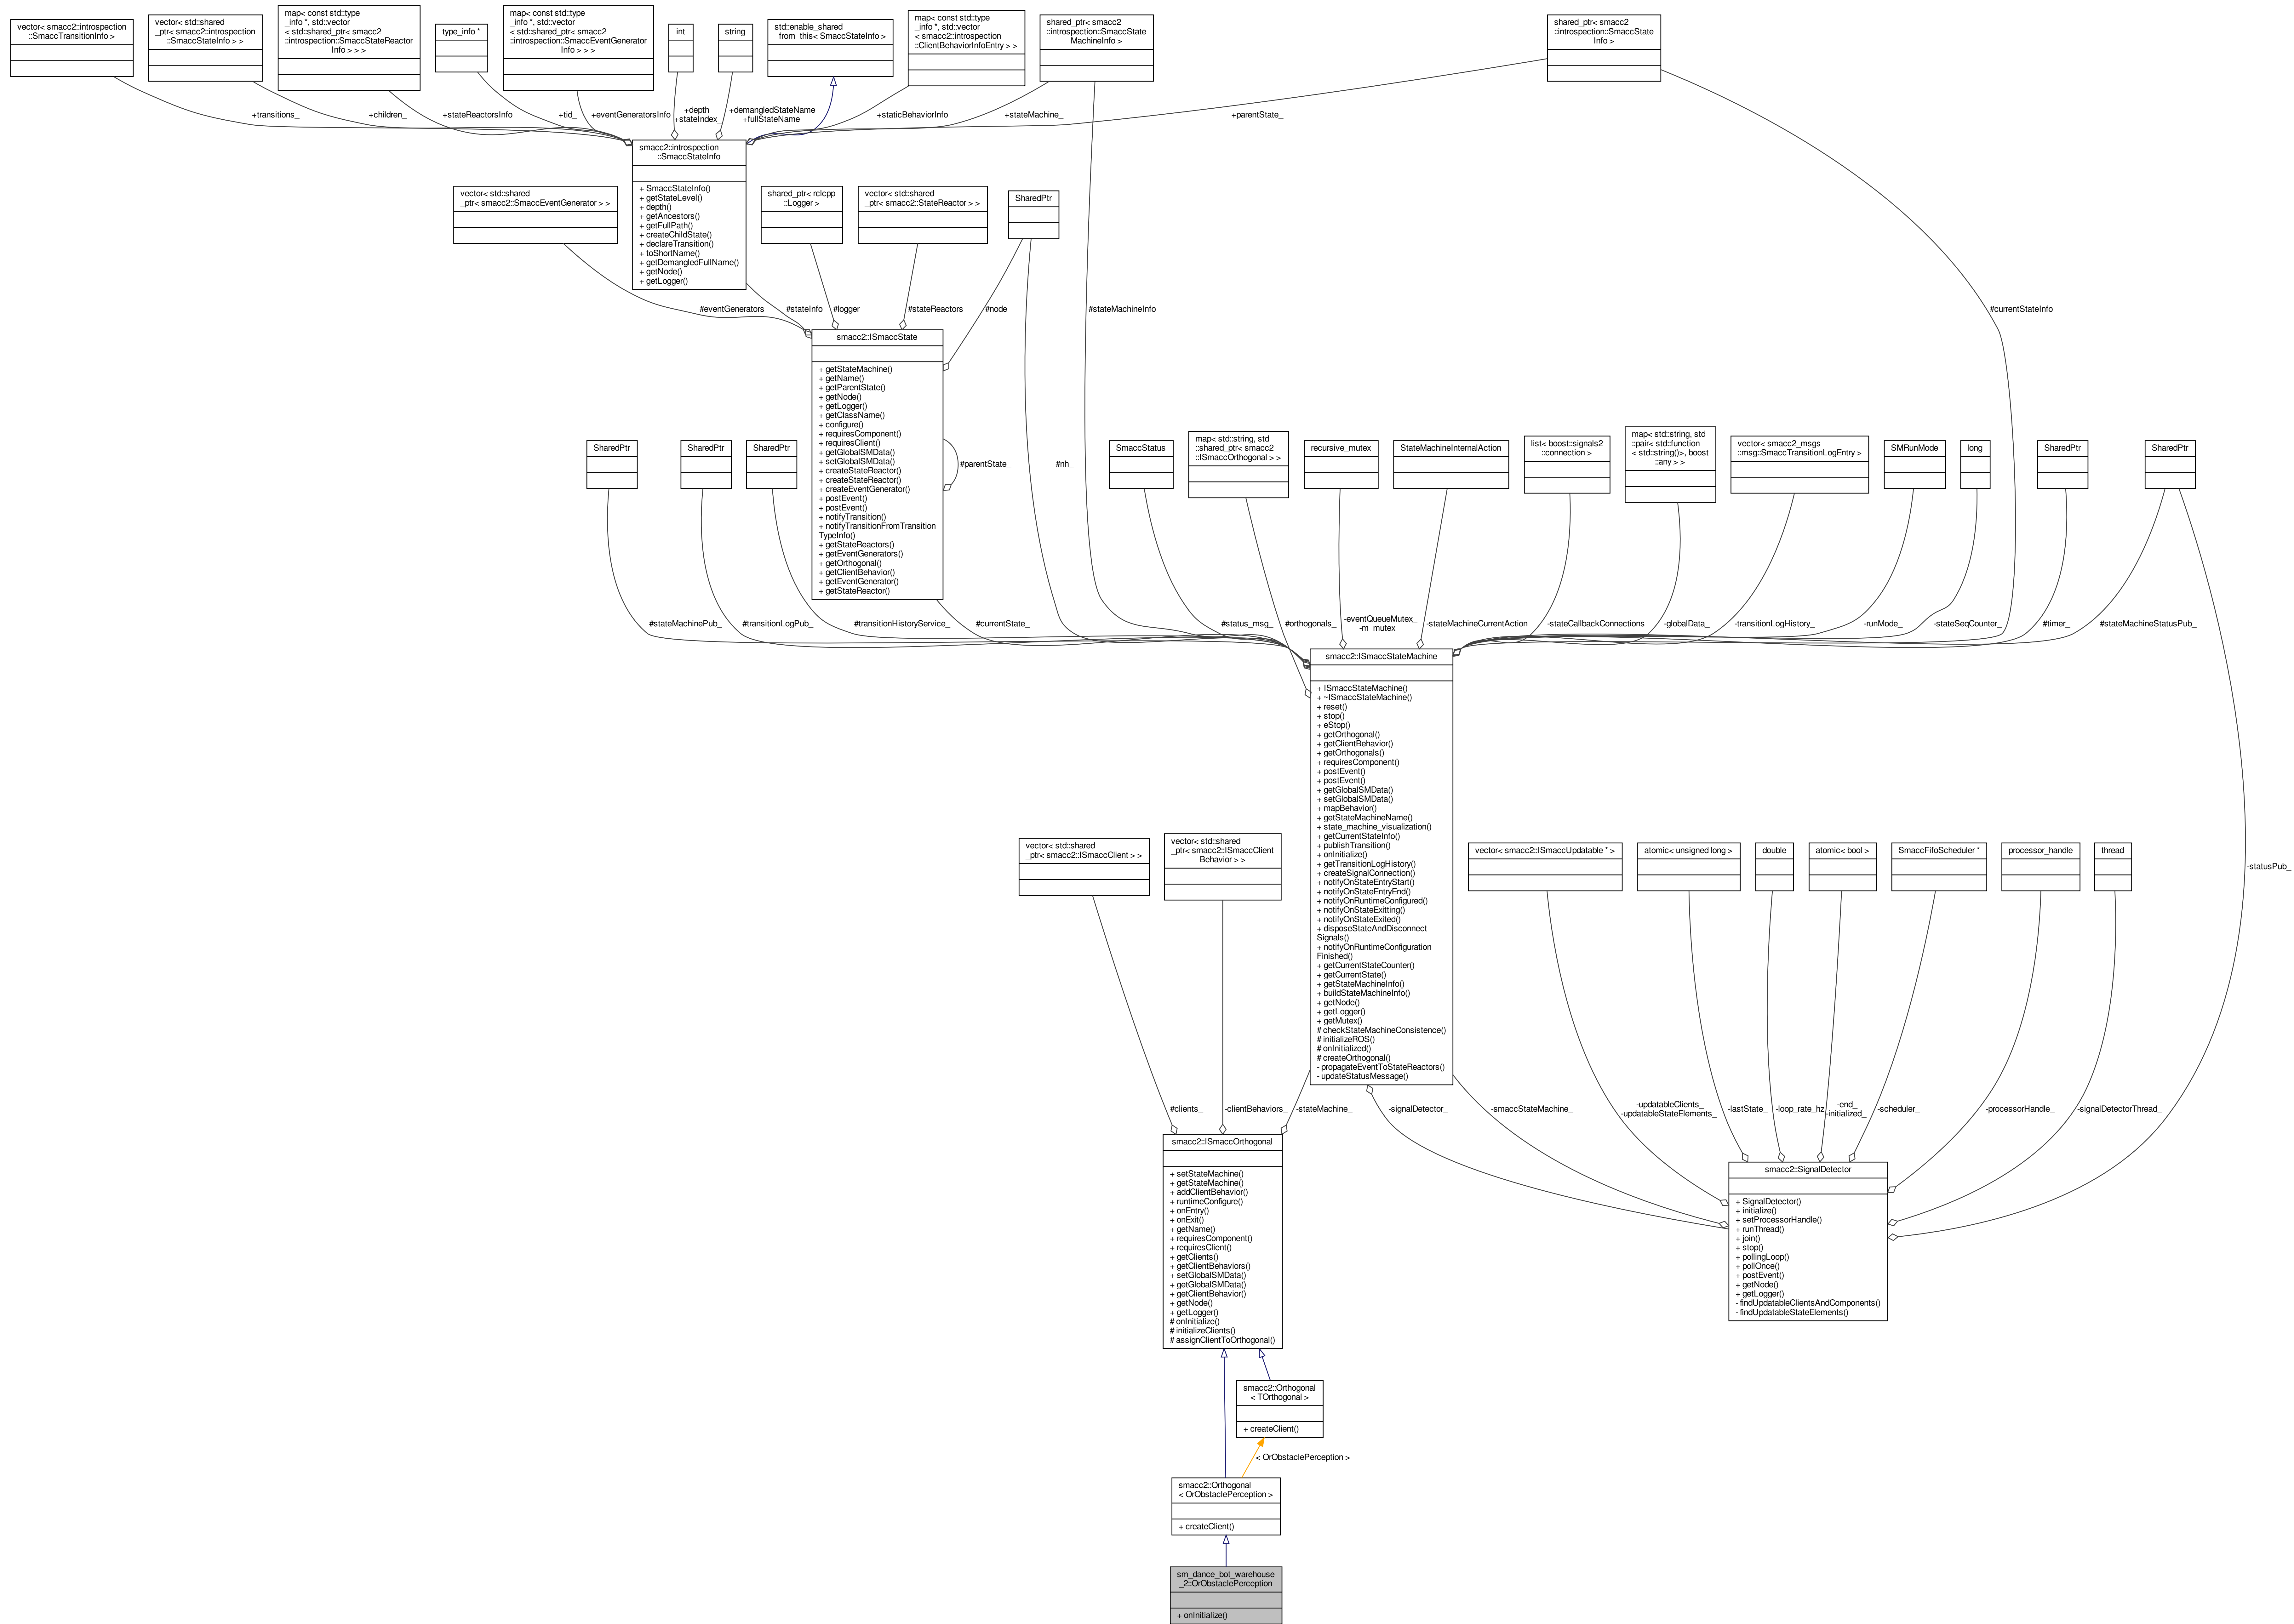 vector< smacc2::introspection
::SmaccTransitionInfo >
vector< std::shared
_ptr< smacc2::introspection
::SmaccStateInfo > >
map< const std::type
_info *, std::vector
< std::shared_ptr< smacc2
::introspection::SmaccStateReactor
Info > > >
type_info *
map< const std::type
_info *, std::vector
< std::shared_ptr< smacc2
::introspection::SmaccEventGenerator
Info > > >
int
string
std::enable_shared
_from_this< SmaccStateInfo >
map< const std::type
_info *, std::vector
< smacc2::introspection
::ClientBehaviorInfoEntry > >
shared_ptr< smacc2
::introspection::SmaccState
MachineInfo >
shared_ptr< smacc2
::introspection::SmaccState
Info >
+transitions_
+children_
+stateReactorsInfo
+tid_
+eventGeneratorsInfo
+depth_
+stateIndex_
+demangledStateName
+fullStateName
+staticBehaviorInfo
+stateMachine_
+parentState_
smacc2::introspection
::SmaccStateInfo
+ SmaccStateInfo()
+ getStateLevel()
+ depth()
+ getAncestors()
+ getFullPath()
+ createChildState()
+ declareTransition()
+ toShortName()
+ getDemangledFullName()
+ getNode()
+ getLogger()
vector< std::shared
_ptr< smacc2::SmaccEventGenerator > >
shared_ptr< rclcpp
::Logger >
vector< std::shared
_ptr< smacc2::StateReactor > >
SharedPtr
#eventGenerators_
#stateInfo_
#logger_
#stateReactors_
#node_
#stateMachineInfo_
#currentStateInfo_
smacc2::ISmaccState
+ getStateMachine()
+ getName()
+ getParentState()
+ getNode()
+ getLogger()
+ getClassName()
+ configure()
+ requiresComponent()
+ requiresClient()
+ getGlobalSMData()
+ setGlobalSMData()
+ createStateReactor()
+ createStateReactor()
+ createEventGenerator()
+ postEvent()
+ postEvent()
+ notifyTransition()
+ notifyTransitionFromTransition
TypeInfo()
+ getStateReactors()
+ getEventGenerators()
+ getOrthogonal()
+ getClientBehavior()
+ getEventGenerator()
+ getStateReactor()
#parentState_
#nh_
SharedPtr
SharedPtr
SharedPtr
SmaccStatus
map< std::string, std
::shared_ptr< smacc2
::ISmaccOrthogonal > >
recursive_mutex
StateMachineInternalAction
list< boost::signals2
::connection >
map< std::string, std
::pair< std::function
< std::string()>, boost
::any > >
vector< smacc2_msgs
::msg::SmaccTransitionLogEntry >
SMRunMode
long
SharedPtr
SharedPtr
#stateMachinePub_
#transitionLogPub_
#transitionHistoryService_
#currentState_
#status_msg_
#orthogonals_
-eventQueueMutex_
-m_mutex_
-stateMachineCurrentAction
-stateCallbackConnections
-globalData_
-transitionLogHistory_
-runMode_
-stateSeqCounter_
#timer_
#stateMachineStatusPub_
smacc2::ISmaccStateMachine
+ ISmaccStateMachine()
+ ~ISmaccStateMachine()
+ reset()
+ stop()
+ eStop()
+ getOrthogonal()
+ getClientBehavior()
+ getOrthogonals()
+ requiresComponent()
+ postEvent()
+ postEvent()
+ getGlobalSMData()
+ setGlobalSMData()
+ mapBehavior()
+ getStateMachineName()
+ state_machine_visualization()
+ getCurrentStateInfo()
+ publishTransition()
+ onInitialize()
+ getTransitionLogHistory()
+ createSignalConnection()
+ notifyOnStateEntryStart()
+ notifyOnStateEntryEnd()
+ notifyOnRuntimeConfigured()
+ notifyOnStateExitting()
+ notifyOnStateExited()
+ disposeStateAndDisconnect
Signals()
+ notifyOnRuntimeConfiguration
Finished()
+ getCurrentStateCounter()
+ getCurrentState()
+ getStateMachineInfo()
+ buildStateMachineInfo()
+ getNode()
+ getLogger()
+ getMutex()
# checkStateMachineConsistence()
# initializeROS()
# onInitialized()
# createOrthogonal()
- propagateEventToStateReactors()
- updateStatusMessage()
vector< std::shared
_ptr< smacc2::ISmaccClient > >
vector< std::shared
_ptr< smacc2::ISmaccClient
Behavior > >
vector< smacc2::ISmaccUpdatable * >
atomic< unsigned long >
double
atomic< bool >
SmaccFifoScheduler *
processor_handle
thread
-statusPub_
#clients_
-clientBehaviors_
-stateMachine_
-signalDetector_
-smaccStateMachine_
-updatableClients_
-updatableStateElements_
-lastState_
-loop_rate_hz
-end_
-initialized_
-scheduler_
-processorHandle_
-signalDetectorThread_
smacc2::ISmaccOrthogonal
+ setStateMachine()
+ getStateMachine()
+ addClientBehavior()
+ runtimeConfigure()
+ onEntry()
+ onExit()
+ getName()
+ requiresComponent()
+ requiresClient()
+ getClients()
+ getClientBehaviors()
+ setGlobalSMData()
+ getGlobalSMData()
+ getClientBehavior()
+ getNode()
+ getLogger()
# onInitialize()
# initializeClients()
# assignClientToOrthogonal()
smacc2::SignalDetector
+ SignalDetector()
+ initialize()
+ setProcessorHandle()
+ runThread()
+ join()
+ stop()
+ pollingLoop()
+ pollOnce()
+ postEvent()
+ getNode()
+ getLogger()
- findUpdatableClientsAndComponents()
- findUpdatableStateElements()
smacc2::Orthogonal
< TOrthogonal >
+ createClient()
< OrObstaclePerception >
smacc2::Orthogonal
< OrObstaclePerception >
+ createClient()
sm_dance_bot_warehouse
_2::OrObstaclePerception
+ onInitialize()